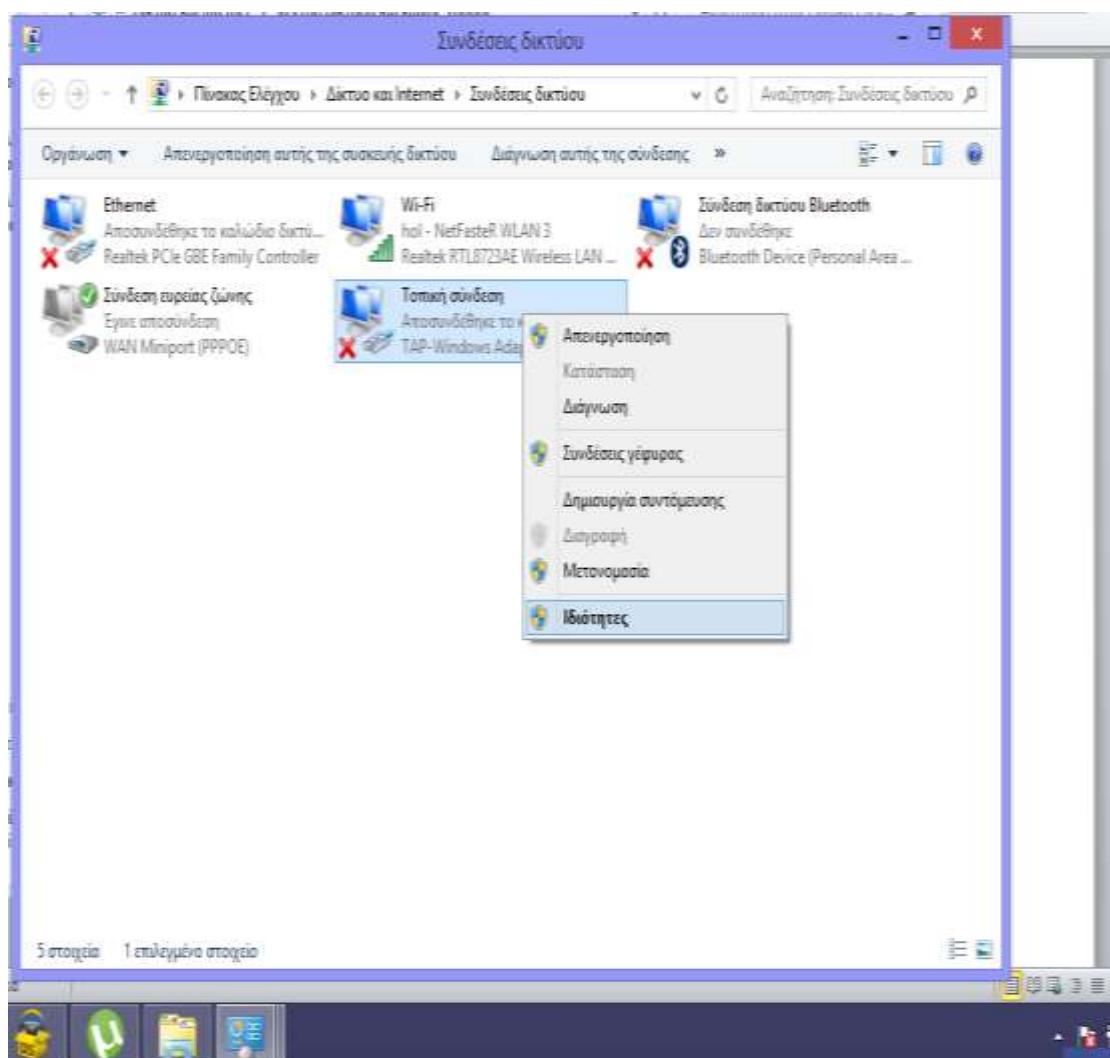 Συνδέσεις δικτύου
Πίνακας Ελέγχου ▸ Δίκτυο και Internet ▸ Συνδέσεις δικτύου
Αναζήτηση: Συνδέσεις δικτύου
Οργάνωση Απενεργοποίηση αυτής της συσκευής δικτύου Διάγνωση αυτής της σύνδεσης »
Ethernet
Αποσυνδέθηκε το καλώδιο δικτύ...
Realtek PCIe GBE Family Controller
Wi-Fi
hol - NetFasteR WLAN 3
Realtek RTL8723AE Wireless LAN ...
Σύνδεση δικτύου Bluetooth
Δεν συνδέθηκε
Bluetooth Device (Personal Area ...
Σύνδεση ευρείας ζώνης
Έγινε αποσύνδεση
WAN Miniport (PPPOE)
Τοπική σύνδεση
Αποσυνδέθηκε το
TAP-Windows
Απενεργοποίηση
Κατάσταση
Διάγνωση
Συνδέσεις γέφυρας
Δημιουργία συντόμευσης
Διαγραφή
Μετονομασία
Ιδιότητες
5 στοιχεία 1 επιλεγμένο στοιχείο